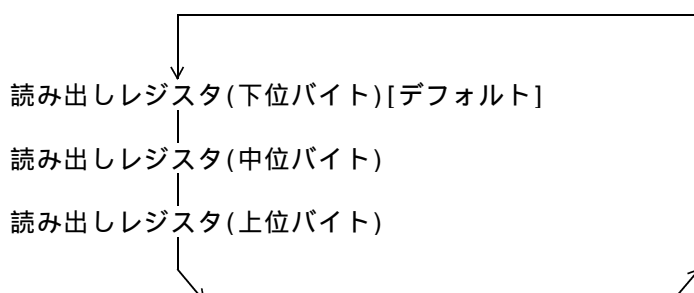 読み出しレジスタ(下位バイト)[デフォルト]
読み出しレジスタ(中位バイト)
読み出しレジスタ(上位バイト)